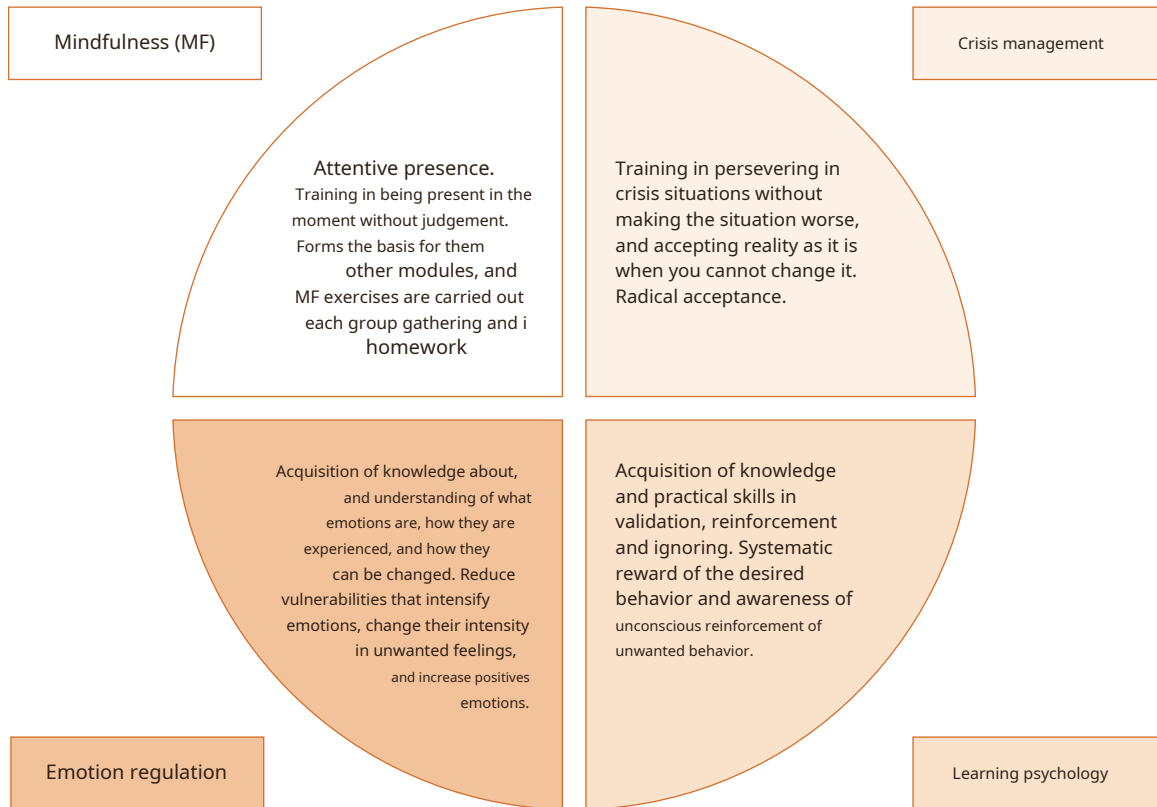 Mindfulness (MF)
Crisis management
Attentive presence.
Training in being present in the
moment without judgement.
Forms the basis for them
other modules, and
MF exercises are carried out
each group gathering and i
homework
Training in persevering in
crisis situations without
making the situation worse,
and accepting reality as it is
when you cannot change it.
Radical acceptance.
Acquisition of knowledge about,
and understanding of what
emotions are, how they are
experienced, and how they
can be changed. Reduce
vulnerabilities that intensify
emotions, change their intensity
in unwanted feelings,
and increase positives
emotions.
Acquisition of knowledge
and practical skills in
validation, reinforcement
and ignoring. Systematic
reward of the desired
behavior and awareness of
unconscious reinforcement of
unwanted behavior.
Emotion regulation
Learning psychology